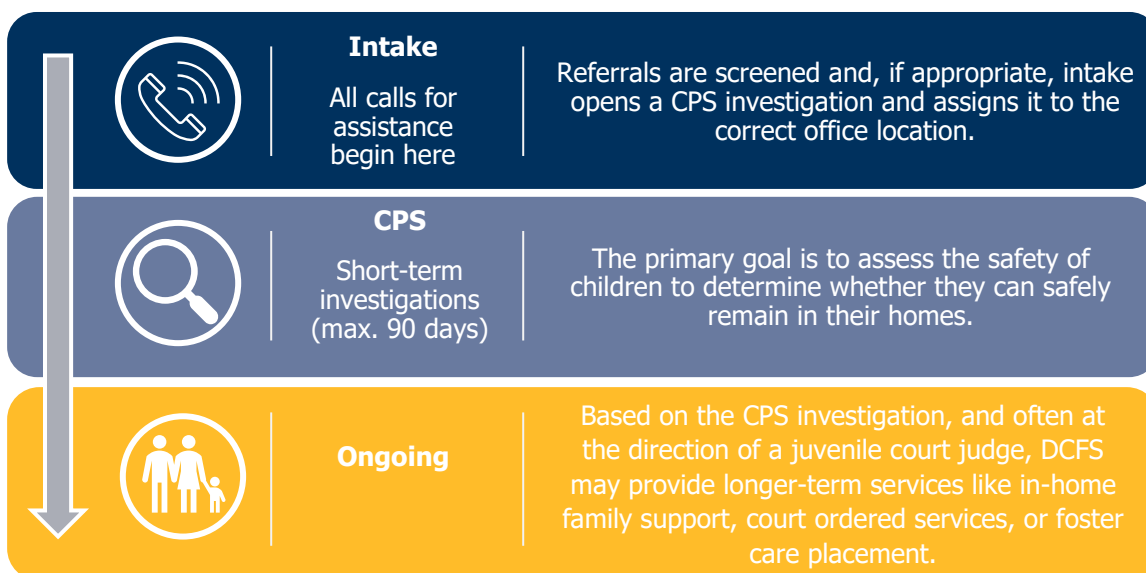 Intake
All calls for
assistance
begin here
Referrals are screened and, if appropriate, intake
opens a CPS investigation and assigns it to the
correct office location.
CPS
Short-term
investigations
(max. 90 days)
The primary goal is to assess the safety of
children to determine whether they can safely
remain in their homes.
Ongoing
Based on the CPS investigation, and often at
the direction of a juvenile court judge, DCFS
may provide longer-term services like in-home
family support, court ordered services, or foster
care placement.